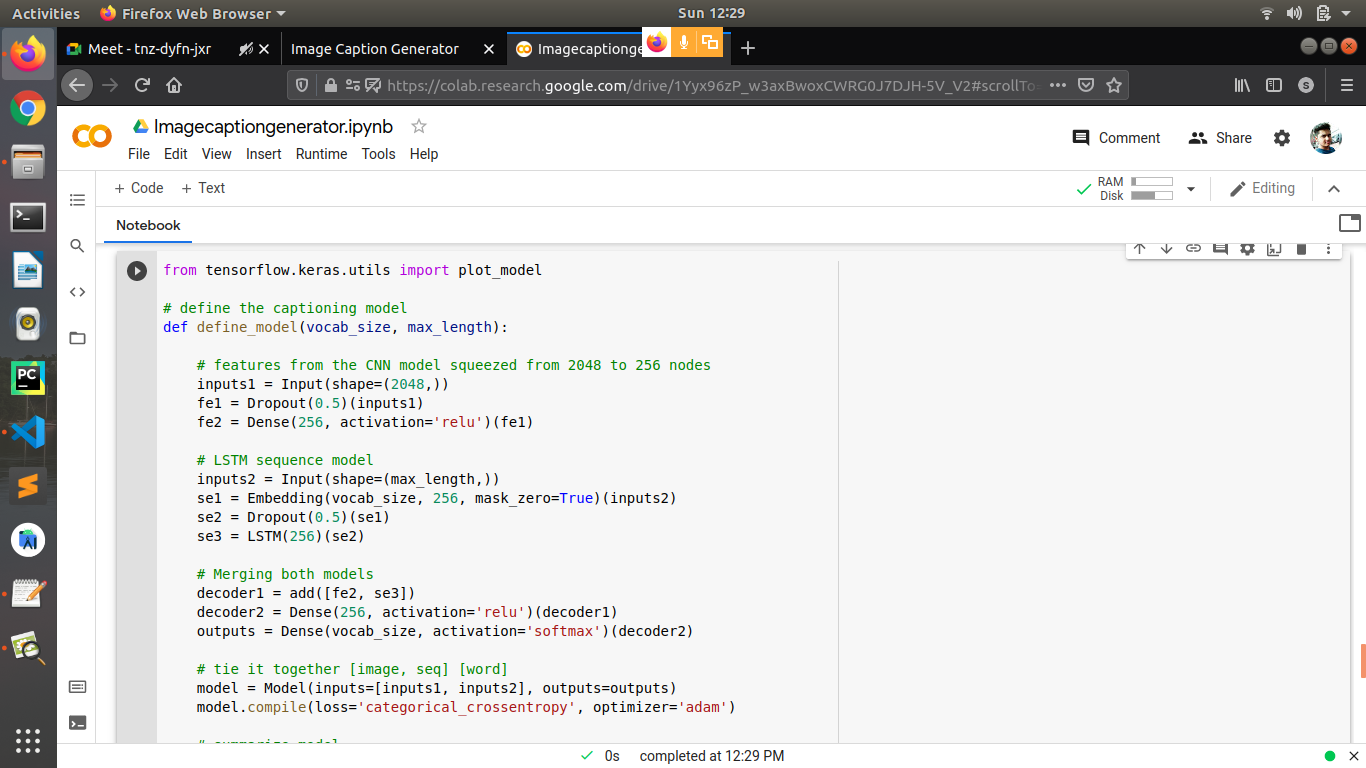 Activities Firefox Web Browser Sun 12:29
Meet - tnz-dyfn-jxr Image Caption Generator Imagecaptionge
https://colab.research.google.com/drive/1Yyx96zP_w3axBwoxCWRG0J7DJH-5V_V2#scrollTo= S
Imagecaptiongenerator.ipynb
Comment Share
File Edit View Insert Runtime Tools Help
+ Code + Text
RAM
Disk
Editing
Notebook
from tensorflow.keras.utils import plot_model
# define the captioning model
def define_model(vocab_size, max_length):
# features from the CNN model squeezed from 2048 to 256 nodes
inputs1 = Input(shape=(2048,))
fe1 = Dropout(0.5)(inputs1)
fe2 = Dense(256, activation='relu')(fe1)
# LSTM sequence model
inputs2 = Input(shape=(max_length,))
se1 = Embedding(vocab_size, 256, mask_zero=True)(inputs2)
se2 = Dropout(0.5)(se1)
se3 = LSTM(256)(se2)
# Merging both models
decoder1 = add([fe2, se3])
decoder2 = Dense(256, activation='relu')(decoder1)
outputs = Dense(vocab_size, activation='softmax')(decoder2)
# tie it together [image, seq] [word]
model = Model(inputs=[inputs1, inputs2], outputs=outputs)
model.compile(loss='categorical_crossentropy', optimizer='adam')
# summarize model
0s completed at 12:29 PM
PC